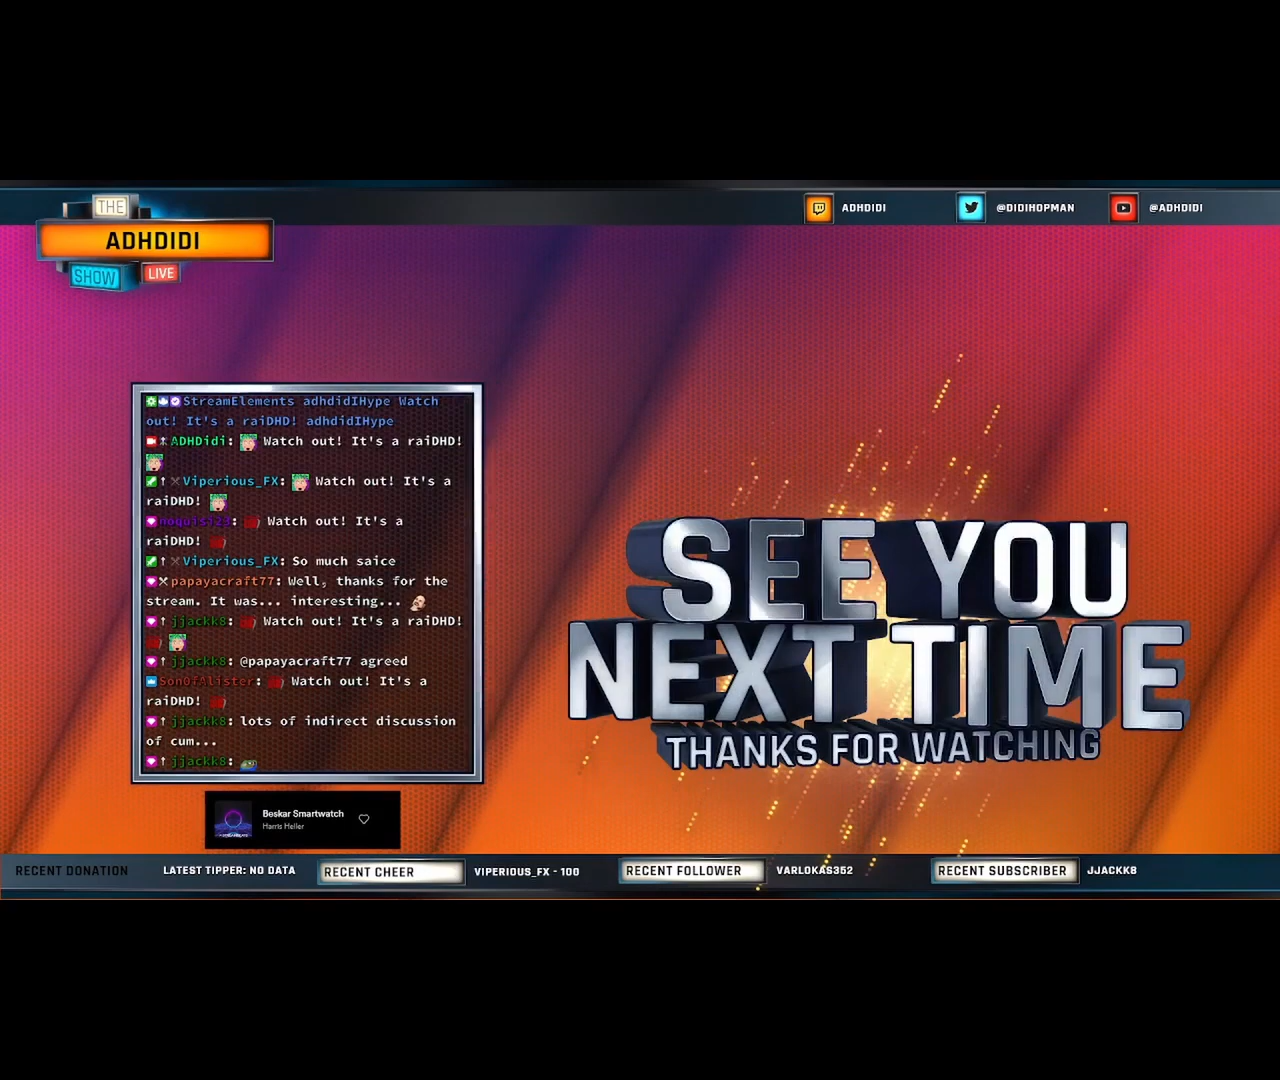 THE
ADHDIDI
SHOW
LIVE
ADHDIDI
@DIDIHOPMAN
@ADHDIDI
StreamElements adhdidIHype Watch
out! It's a raiDHD! adhdidIHype
ADHDidi: Watch out! It's a raiDHD!
Viperious_FX: Watch out! It's a
raiDHD!
noquisi23: Watch out! It's a
raiDHD!
Viperious_FX: So much saice
papayacraft77: Well, thanks for the
stream. It was... interesting...
jjackk8: Watch out! It's a raiDHD!
jjackk8: @papayacraft77 agreed
SonOfAlister: Watch out! It's a
raiDHD!
jjackk8: lots of indirect discussion
of cum...
jjackk8:
SEE YOU
NEXT TIME
THANKS FOR WATCHING
Beskar Smartwatch
Harris Heller
RECENT DONATION
LATEST TIPPER: NO DATA
RECENT CHEER
VIPERIOUS_FX - 100
RECENT FOLLOWER
VARLOKAS352
RECENT SUBSCRIBER
JJACKK8